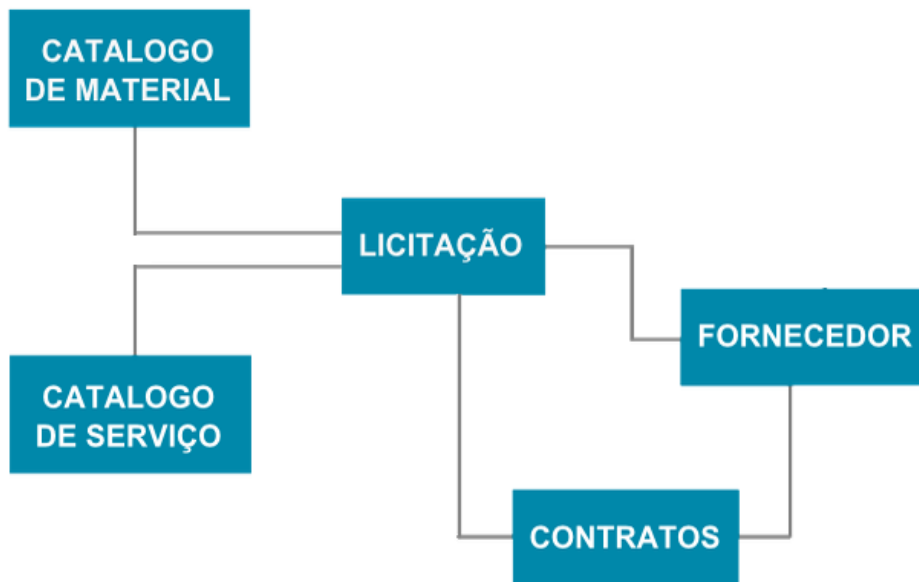 CATALOGO
DE MATERIAL
LICITAÇÃO
FORNECEDOR
CATALOGO
DE SERVIÇO
CONTRATOS